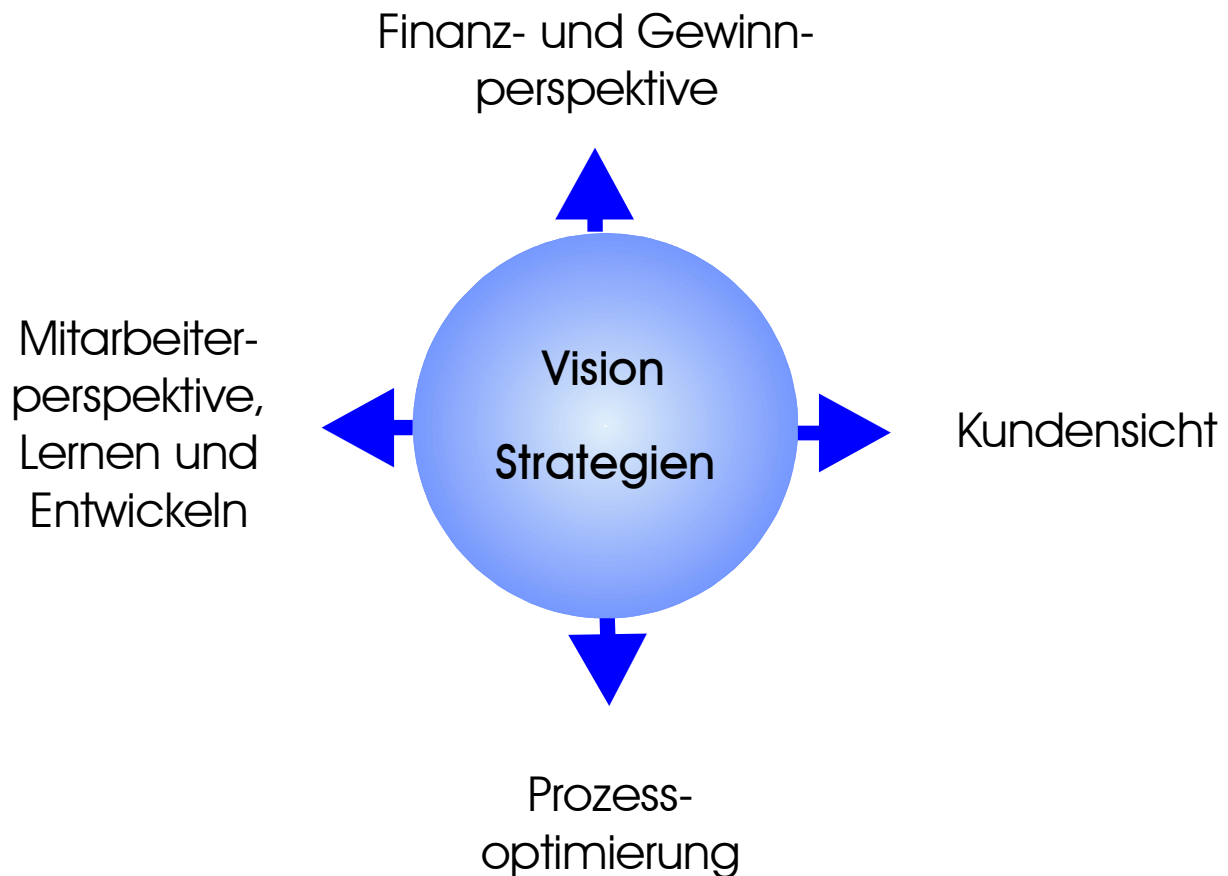 Finanz- und Gewinn-
perspektive
Mitarbeiter-
perspektive,
Lernen und
Entwickeln
Vision
Strategien
Kundensicht
Prozess-
optimierung